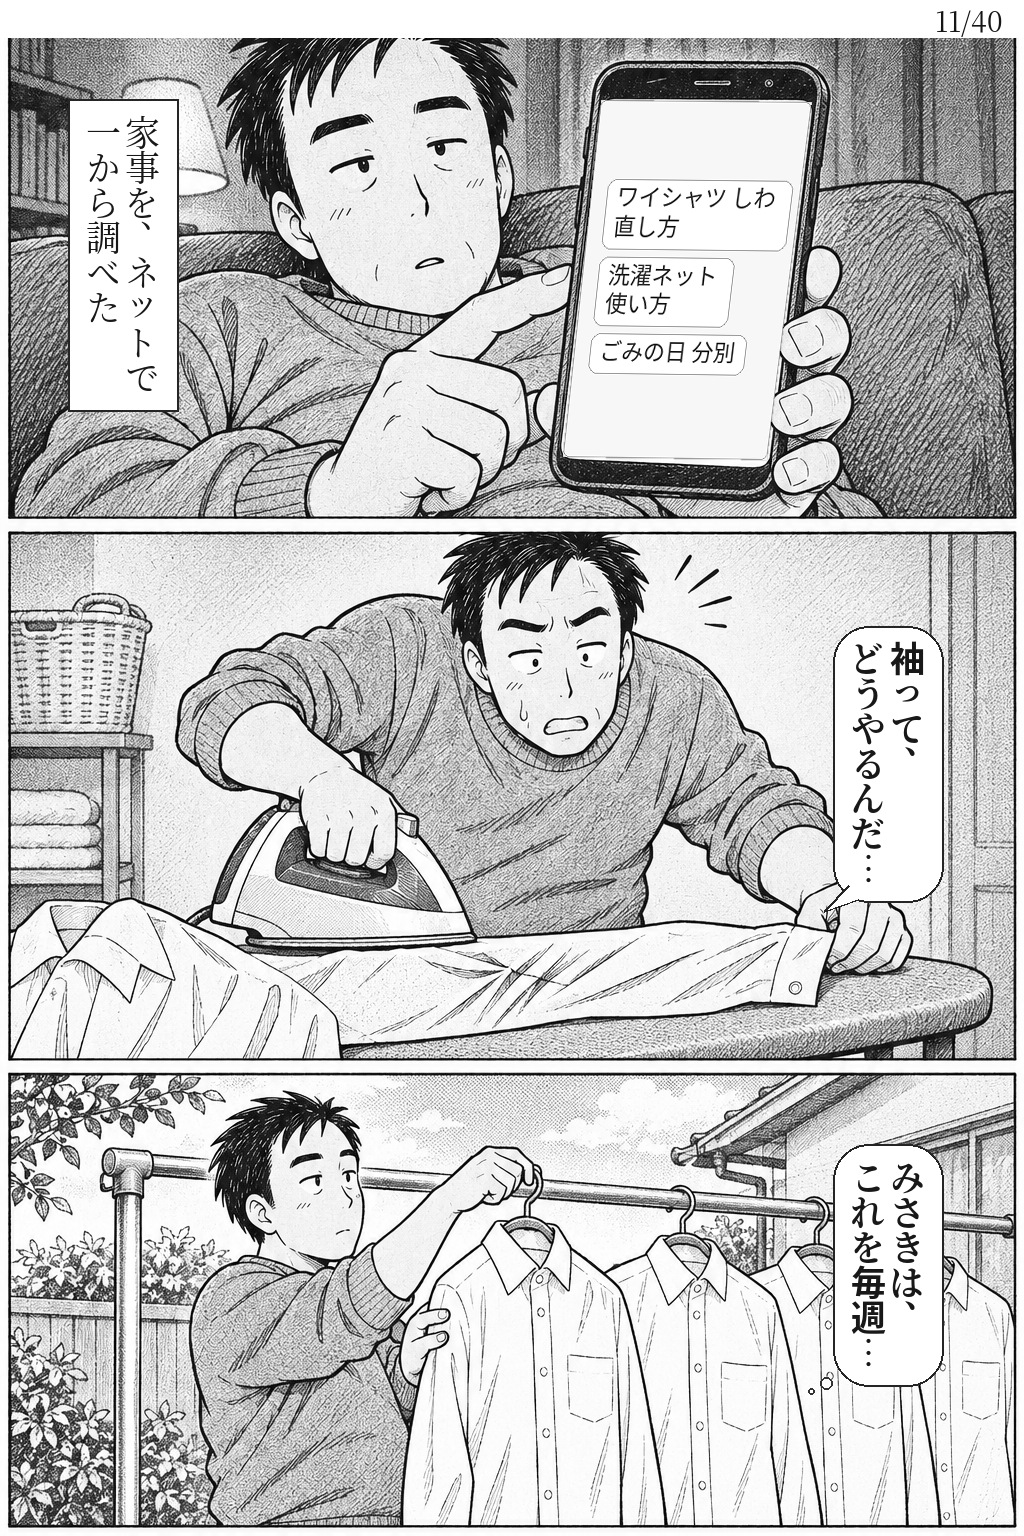 11/40
家事を、ネットで
一から調べた
ワイシャツ しわ
直し方
洗濯ネット
使い方
ごみの日 分別
袖って、
どうやるんだ…
みさきは、
これを毎週…